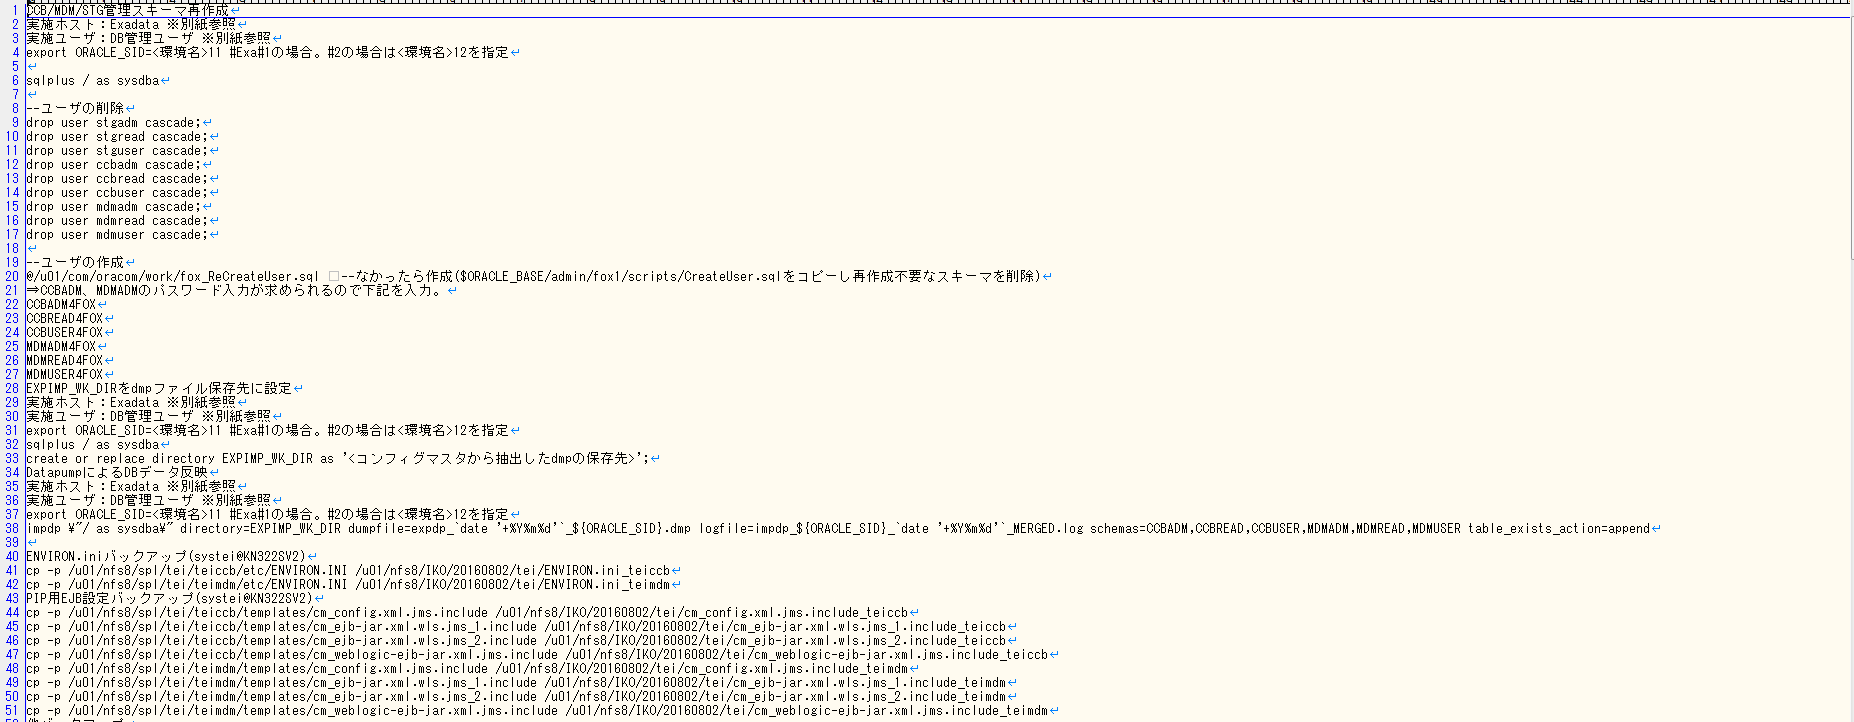 1 CCB/MDM/STG管理スキーマ再作成
2 実施ホスト：Exadata ※別紙参照
3 実施ユーザ：DB管理ユーザ ※別紙参照
4 export ORACLE_SID=<環境名>11 #Exa#1の場合。#2の場合は<環境名>12を指定
5
6 sqlplus / as sysdba
7
8 --ユーザの削除
9 drop user stgadm cascade;
10 drop user stgread cascade;
11 drop user stguser cascade;
12 drop user ccbadm cascade;
13 drop user ccbread cascade;
14 drop user ccbuser cascade;
15 drop user mdmadm cascade;
16 drop user mdmread cascade;
17 drop user mdmuser cascade;
18
19 --ユーザの作成
20 @/u01/com/oracom/work/fox_ReCreateUser.sql □--なかったら作成($ORACLE_BASE/admin/fox1/scripts/CreateUser.sqlをコピーし再作成不要なスキーマを削除)
21 ⇒CCBADM、MDMADMのパスワード入力が求められるので下記を入力。
22 CCBADM4FOX
23 CCBREAD4FOX
24 CCBUSER4FOX
25 MDMADM4FOX
26 MDMREAD4FOX
27 MDMUSER4FOX
28 EXPIMP_WK_DIRをdmpファイル保存先に設定
29 実施ホスト：Exadata ※別紙参照
30 実施ユーザ：DB管理ユーザ ※別紙参照
31 export ORACLE_SID=<環境名>11 #Exa#1の場合。#2の場合は<環境名>12を指定
32 sqlplus / as sysdba
33 create or replace directory EXPIMP_WK_DIR as '<コンフィグマスタから抽出したdmpの保存先>';
34 DatapumpによるDBデータ反映
35 実施ホスト：Exadata ※別紙参照
36 実施ユーザ：DB管理ユーザ ※別紙参照
37 export ORACLE_SID=<環境名>11 #Exa#1の場合。#2の場合は<環境名>12を指定
38 impdp ¥"/ as sysdba¥" directory=EXPIMP_WK_DIR dumpfile=expdp_`date '+%Y%m%d'`_${ORACLE_SID}.dmp logfile=impdp_${ORACLE_SID}_`date '+%Y%m%d'`_MERGED.log schemas=CCBADM,CCBREAD,CCBUSER,MDMADM,MDMREAD,MDMUSER table_exists_action=append
39
40 ENVIRON.iniバックアップ(systei@KN322SV2)
41 cp -p /u01/nfs8/spl/tei/teiccb/etc/ENVIRON.INI /u01/nfs8/IKO/20160802/tei/ENVIRON.ini_teiccb
42 cp -p /u01/nfs8/spl/tei/teimdm/etc/ENVIRON.INI /u01/nfs8/IKO/20160802/tei/ENVIRON.ini_teimdm
43 PIP用EJB設定バックアップ(systei@KN322SV2)
44 cp -p /u01/nfs8/spl/tei/teiccb/templates/cm_config.xml.jms.include /u01/nfs8/IKO/20160802/tei/cm_config.xml.jms.include_teiccb
45 cp -p /u01/nfs8/spl/tei/teiccb/templates/cm_ejb-jar.xml.wls.jms_1.include /u01/nfs8/IKO/20160802/tei/cm_ejb-jar.xml.wls.jms_1.include_teiccb
46 cp -p /u01/nfs8/spl/tei/teiccb/templates/cm_ejb-jar.xml.wls.jms_2.include /u01/nfs8/IKO/20160802/tei/cm_ejb-jar.xml.wls.jms_2.include_teiccb
47 cp -p /u01/nfs8/spl/tei/teiccb/templates/cm_weblogic-ejb-jar.xml.jms.include /u01/nfs8/IKO/20160802/tei/cm_weblogic-ejb-jar.xml.jms.include_teiccb
48 cp -p /u01/nfs8/spl/tei/teimdm/templates/cm_config.xml.jms.include /u01/nfs8/IKO/20160802/tei/cm_config.xml.jms.include_teimdm
49 cp -p /u01/nfs8/spl/tei/teimdm/templates/cm_ejb-jar.xml.wls.jms_1.include /u01/nfs8/IKO/20160802/tei/cm_ejb-jar.xml.wls.jms_1.include_teimdm
50 cp -p /u01/nfs8/spl/tei/teimdm/templates/cm_ejb-jar.xml.wls.jms_2.include /u01/nfs8/IKO/20160802/tei/cm_ejb-jar.xml.wls.jms_2.include_teimdm
51 cp -p /u01/nfs8/spl/tei/teimdm/templates/cm_weblogic-ejb-jar.xml.jms.include /u01/nfs8/IKO/20160802/tei/cm_weblogic-ejb-jar.xml.jms.include_teimdm